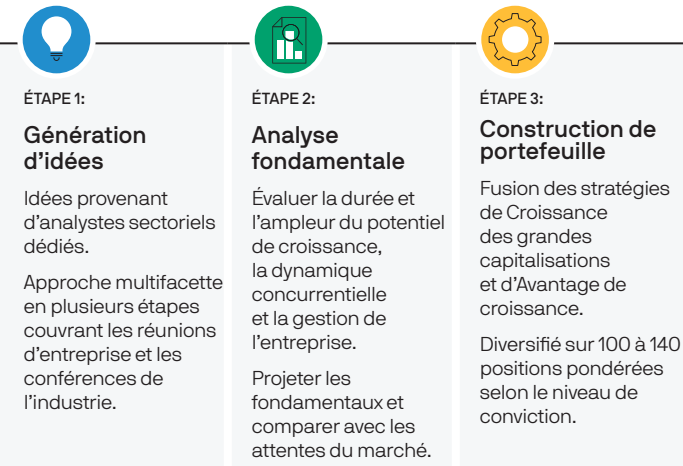 ÉTAPE 1:
Génération
d'idées
Idées provenant
d'analystes sectoriels
dédiés.
Approche multifacette
en plusieurs étapes
couvrant les réunions
d'entreprise et les
conférences de
l'industrie.
ÉTAPE 2:
Analyse
fondamentale
Évaluer la durée et
l'ampleur du potentiel
de croissance,
la dynamique
concurrentielle
et la gestion de
l'entreprise.
Projeter les
fondamentaux et
comparer avec les
attentes du marché.
ÉTAPE 3:
Construction de
portefeuille
Fusion des stratégies
de Croissance
des grandes
capitalisations
et d'Avantage de
croissance.
Diversifié sur 100 à 140
positions pondérées
selon le niveau de
conviction.